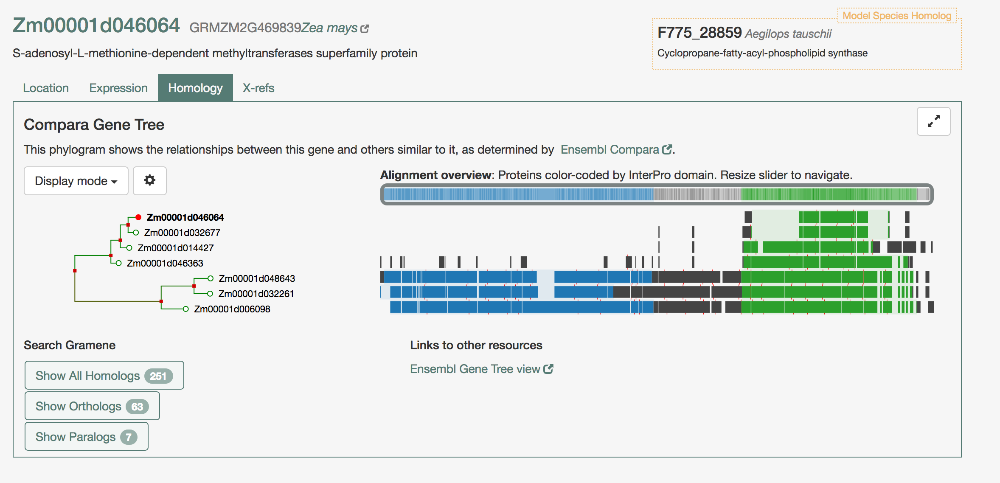 Zm00001d046064 GRMZM2G469839Zea mays
S-adenosyl-L-methionine-dependent methyltransferases superfamily protein
Model Species Homolog
F775_28859 Aegilops tauschii
Cyclopropane-fatty-acyl-phospholipid synthase
Location Expression Homology X-refs
Compara Gene Tree
This phylogram shows the relationships between this gene and others similar to it, as determined by Ensembl Compara.
Display mode
Alignment overview: Proteins color-coded by InterPro domain. Resize slider to navigate.
Zm00001d046064
Zm00001d032677
Zm00001d014427
Zm00001d046363
Zm00001d048643
Zm00001d032261
Zm00001d006098
Search Gramene
Show All Homologs 251
Show Orthologs 63
Show Paralogs 7
Links to other resources
Ensembl Gene Tree view